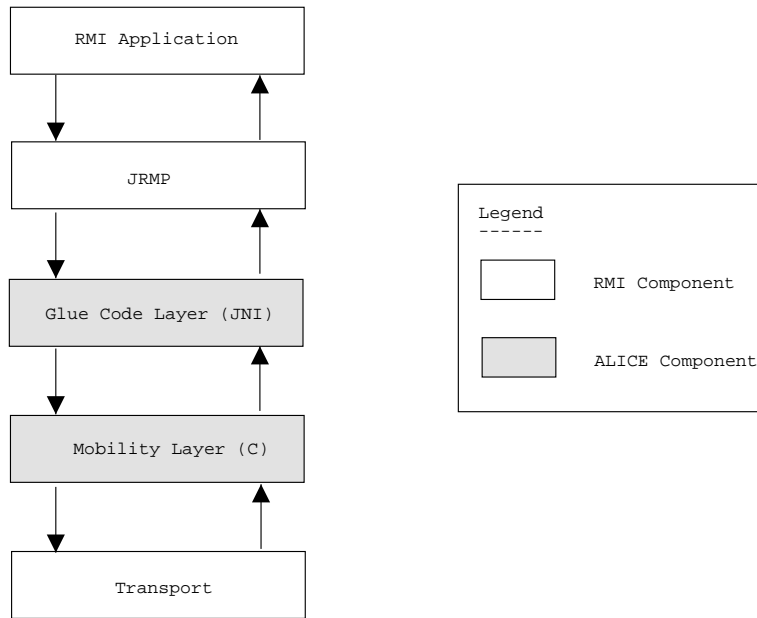 RMI Application
JRMP
Glue Code Layer (JNI)
Mobility Layer (C)
Transport
Legend
------
RMI Component
ALICE Component